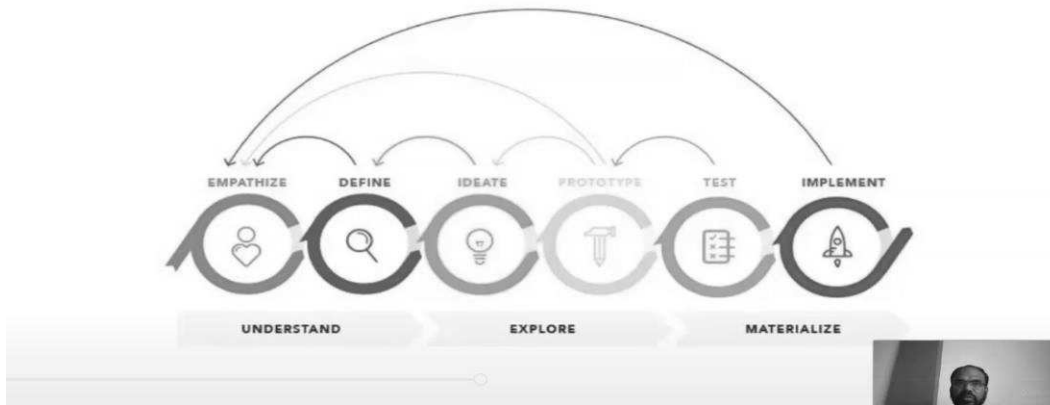 EMPATHIZE DEFINE IDEATE PROTOTYPE TEST IMPLEMENT
UNDERSTAND EXPLORE MATERIALIZE